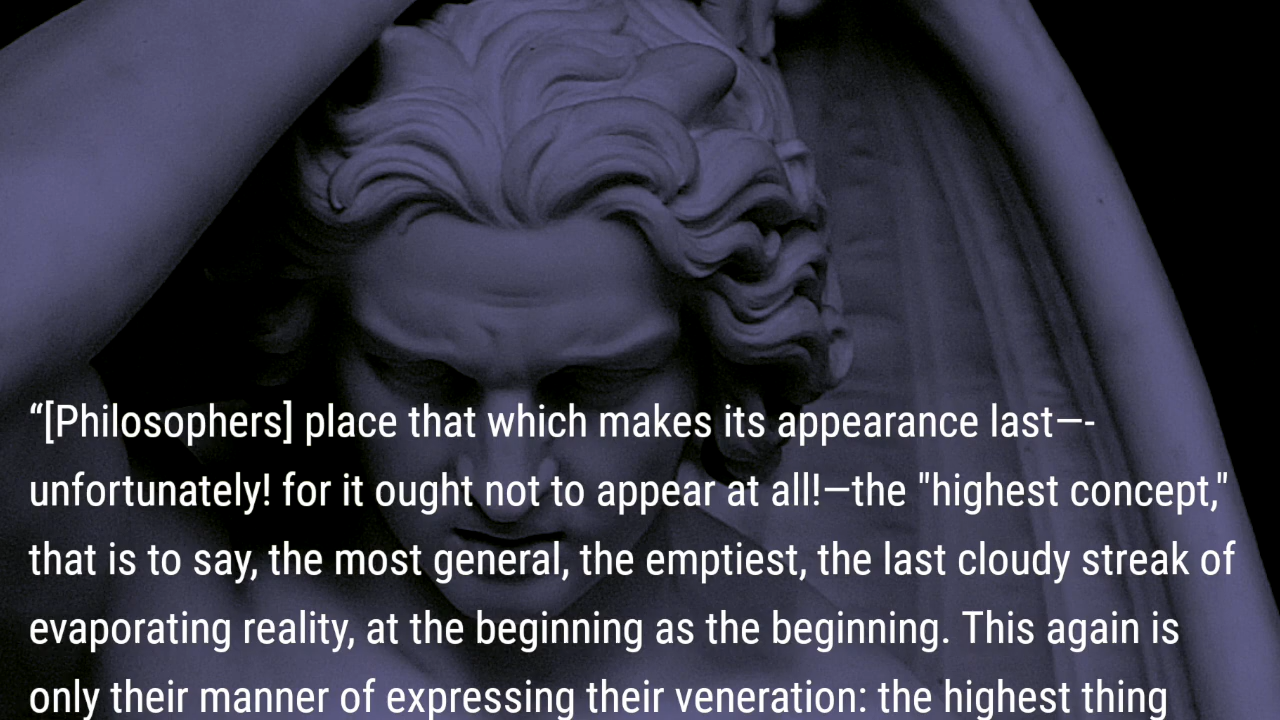 “[Philosophers] place that which makes its appearance last—-
unfortunately! for it ought not to appear at all!—the "highest concept,"
that is to say, the most general, the emptiest, the last cloudy streak of
evaporating reality, at the beginning as the beginning. This again is
only their manner of expressing their veneration: the highest thing